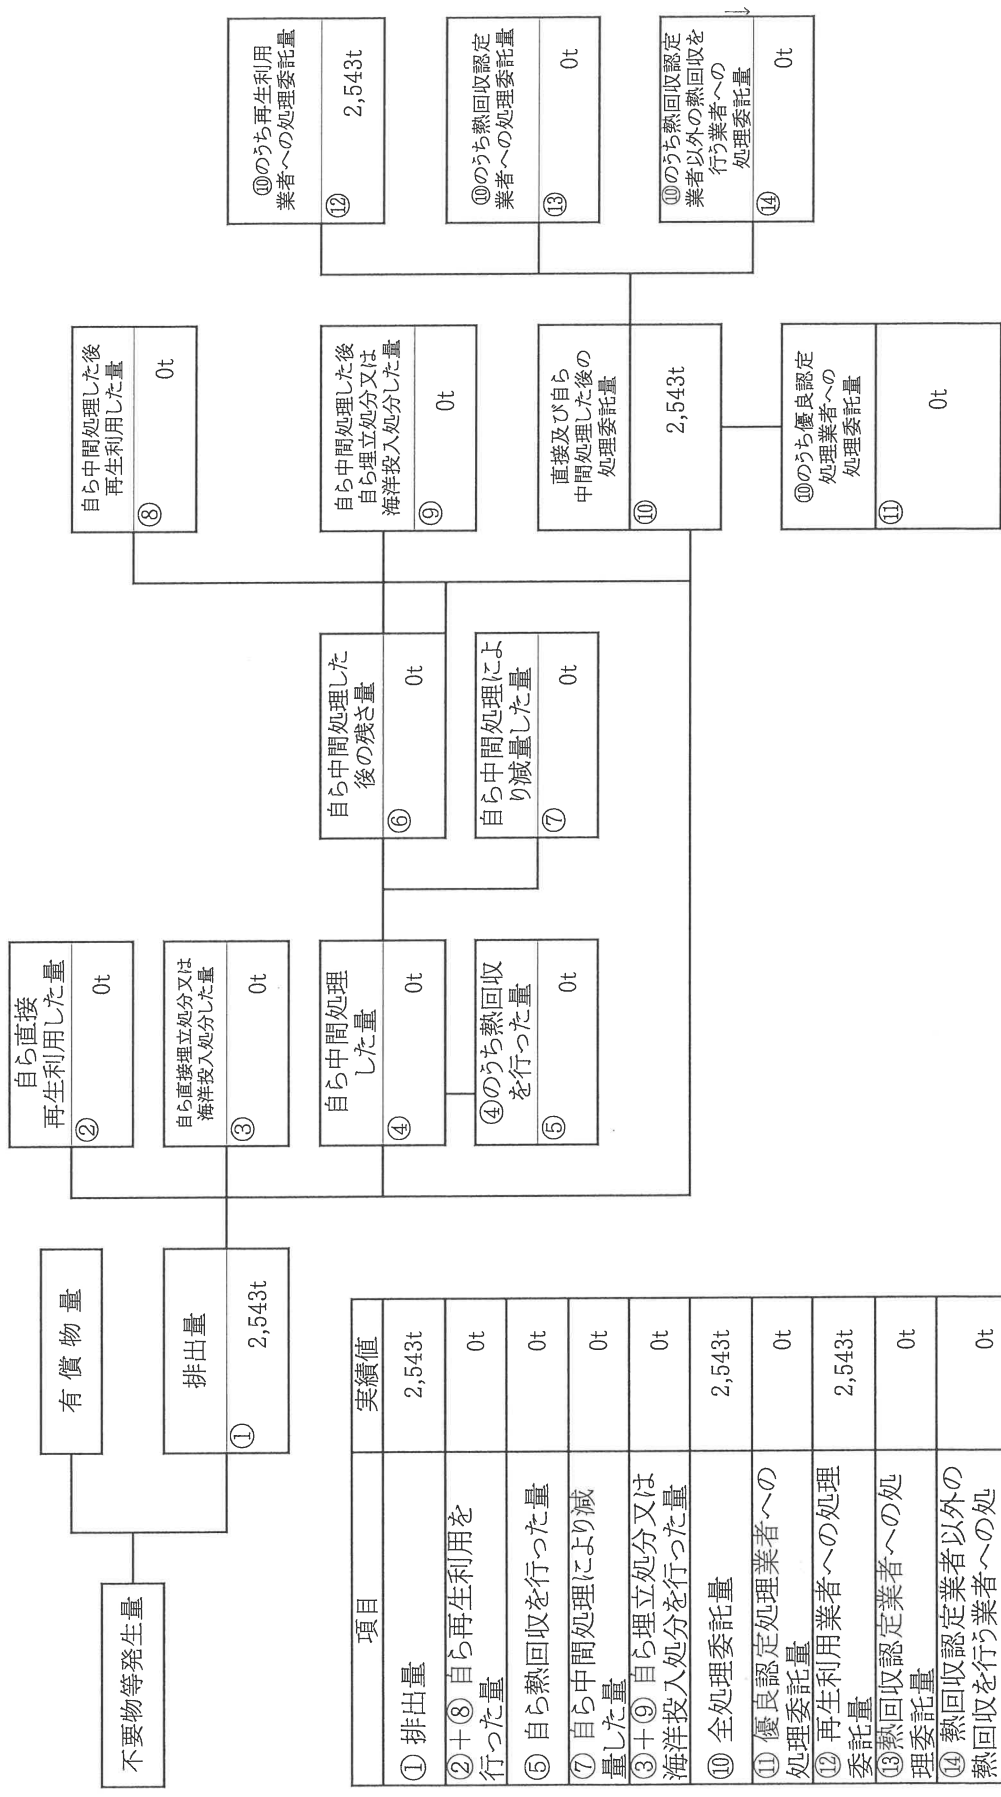 不要物等発生量
有償物量
排出量
① 2,543t
自ら直接
再生利用した量
② 0t
自ら直接埋立処分又は
海洋投入処分した量
③ 0t
自ら中間処理
した量
④ 0t
④のうち熱回収
を行った量
⑤ 0t
自ら中間処理した
後の残さ量
⑥ 0t
自ら中間処理によ
り減量した量
⑦ 0t
自ら中間処理した後
再生利用した量
⑧ 0t
自ら中間処理した後
自ら埋立処分又は
海洋投入処分した量
⑨ 0t
直接及び自ら
中間処理した後の
処理委託量
⑩ 2,543t
⑩のうち優良認定
処理業者への
処理委託量
⑪ 0t
⑩のうち再生利用
業者への処理委託量
⑫ 2,543t
⑩のうち熱回収認定
業者への処理委託量
⑬ 0t
⑩のうち熱回収認定
業者以外の熱回収を
行う業者への
処理委託量
⑭ 0t
項目 実績値
① 排出量 2,543t
②+⑧ 自ら再生利用を
行った量 0t
⑤ 自ら熱回収を行った量 0t
⑦ 自ら中間処理により減
量した量 0t
③+⑨ 自ら埋立処分又は
海洋投入処分を行った量 0t
⑩ 全処理委託量 2,543t
⑪ 優良認定処理業者への
処理委託量 0t
⑫ 再生利用業者への処理
委託量 2,543t
⑬熱回収認定業者への処
理委託量 0t
⑭ 熱回収認定業者以外の
熱回収を行う業者への処 0t